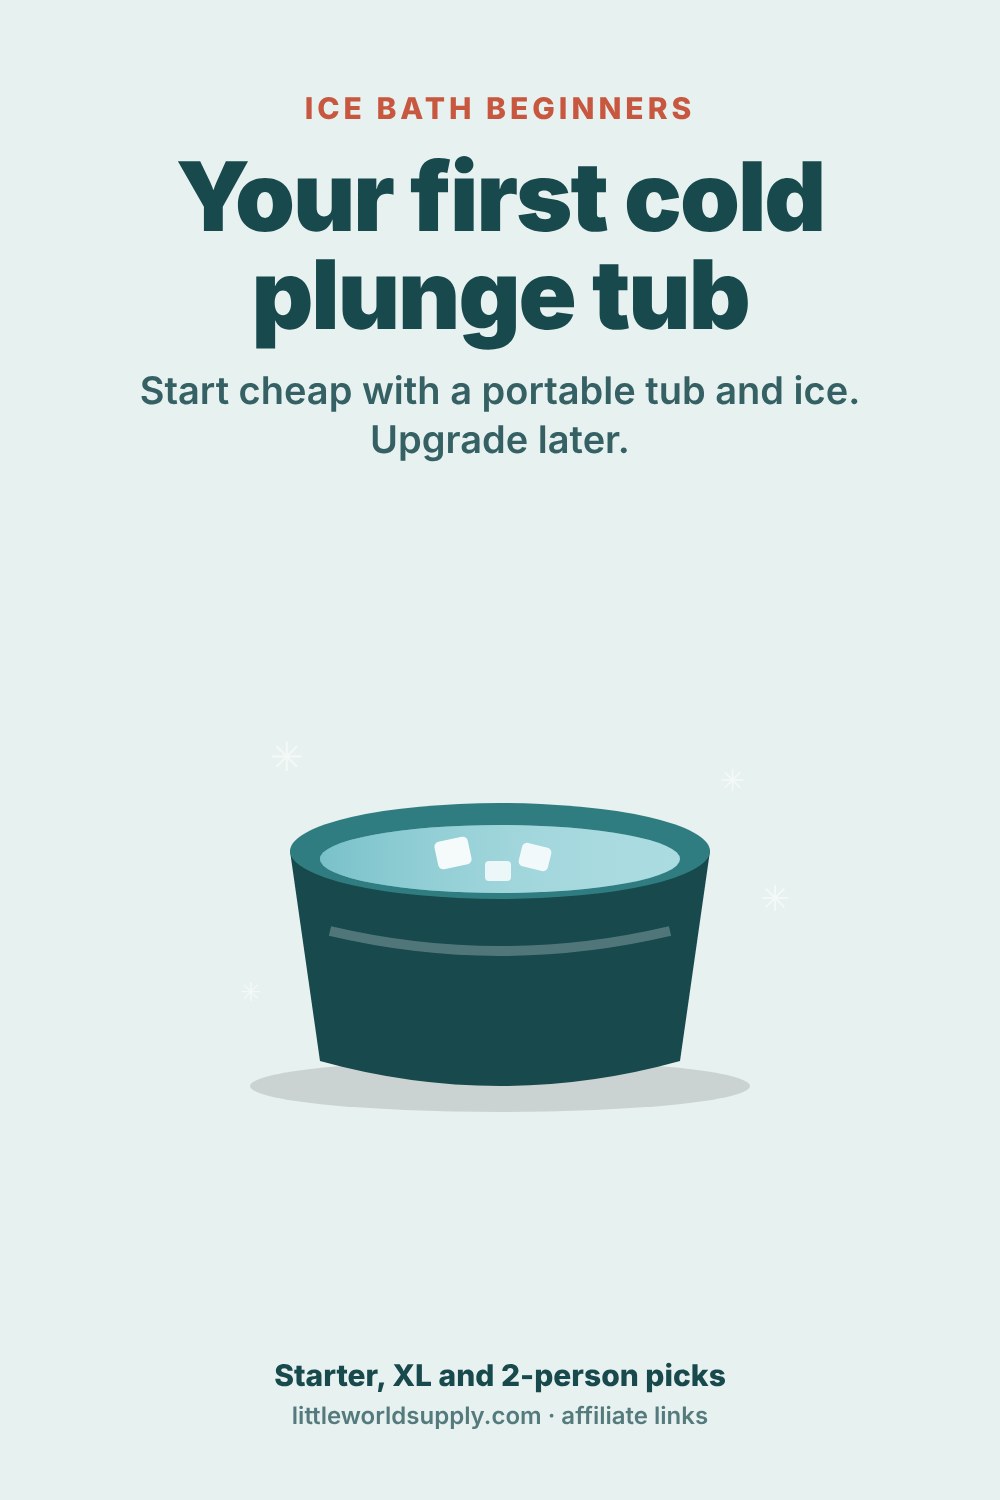 ICE BATH BEGINNERS
Your first cold
plunge tub
Start cheap with a portable tub and ice.
Upgrade later.
Starter, XL and 2-person picks
littleworldsupply.com · affiliate links